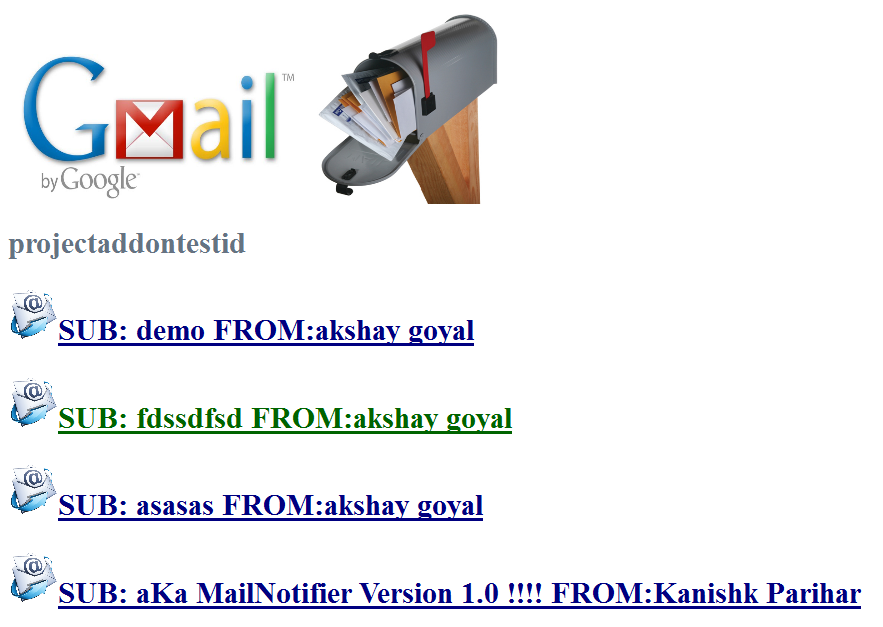 Gmail™
by Google™
projectaddontestid
SUB: demo FROM:akshay goyal
SUB: fdssdfsd FROM:akshay goyal
SUB: asasas FROM:akshay goyal
SUB: aKa MailNotifier Version 1.0 !!!! FROM:Kanishk Parihar